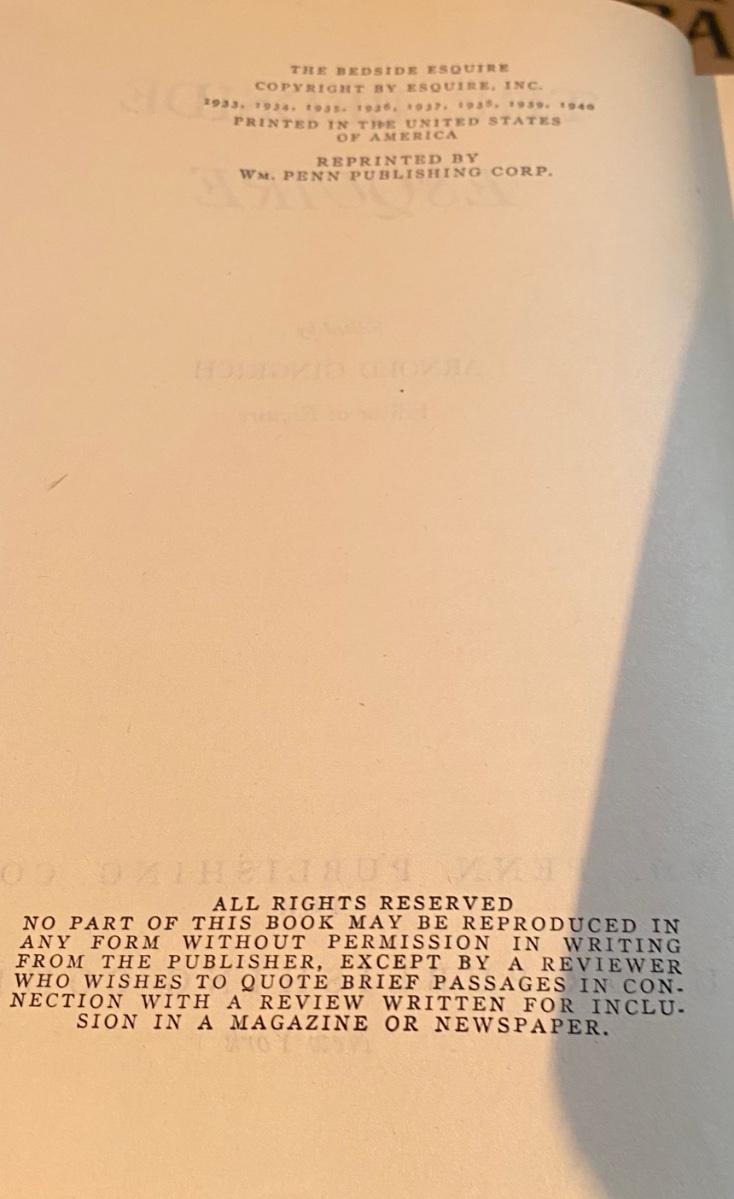 THE BEDSIDE ESQUIRE
COPYRIGHT BY ESQUIRE, INC.
1933, 1934, 1935, 1936, 1937, 1938, 1939, 1940
PRINTED IN THE UNITED STATES
OF AMERICA
REPRINTED BY
WM. PENN PUBLISHING CORP.
ALL RIGHTS RESERVED
NO PART OF THIS BOOK MAY BE REPRODUCED IN
ANY FORM WITHOUT PERMISSION IN WRITING
FROM THE PUBLISHER, EXCEPT BY A REVIEWER
WHO WISHES TO QUOTE BRIEF PASSAGES IN CON-
NECTION WITH A REVIEW WRITTEN FOR INCLU-
SION IN A MAGAZINE OR NEWSPAPER.